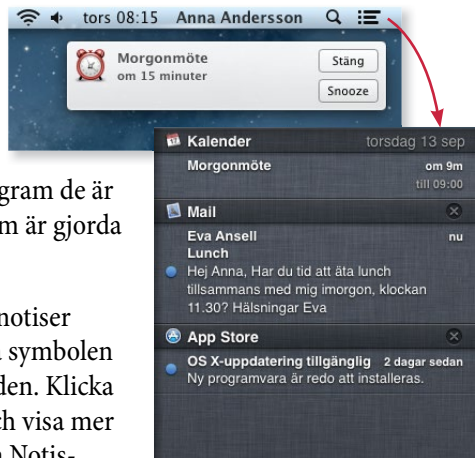 tors 08:15 Anna Andersson
Morgonmöte
om 15 minuter
Stäng
Snooze
Kalender torsdag 13 sep
Morgonmöte om 9m
till 09:00
Mail
Eva Ansell nu
Lunch
Hej Anna, Har du tid att äta lunch
tillsammans med mig imorgon, klockan
11.30? Hälsningar Eva
App Store
OS X-uppdatering tillgänglig 2 dagar sedan
Ny programvara är redo att installeras.
gram de är
m är gjorda
notiser
symbolen
den. Klicka
ch visa mer
Notis-